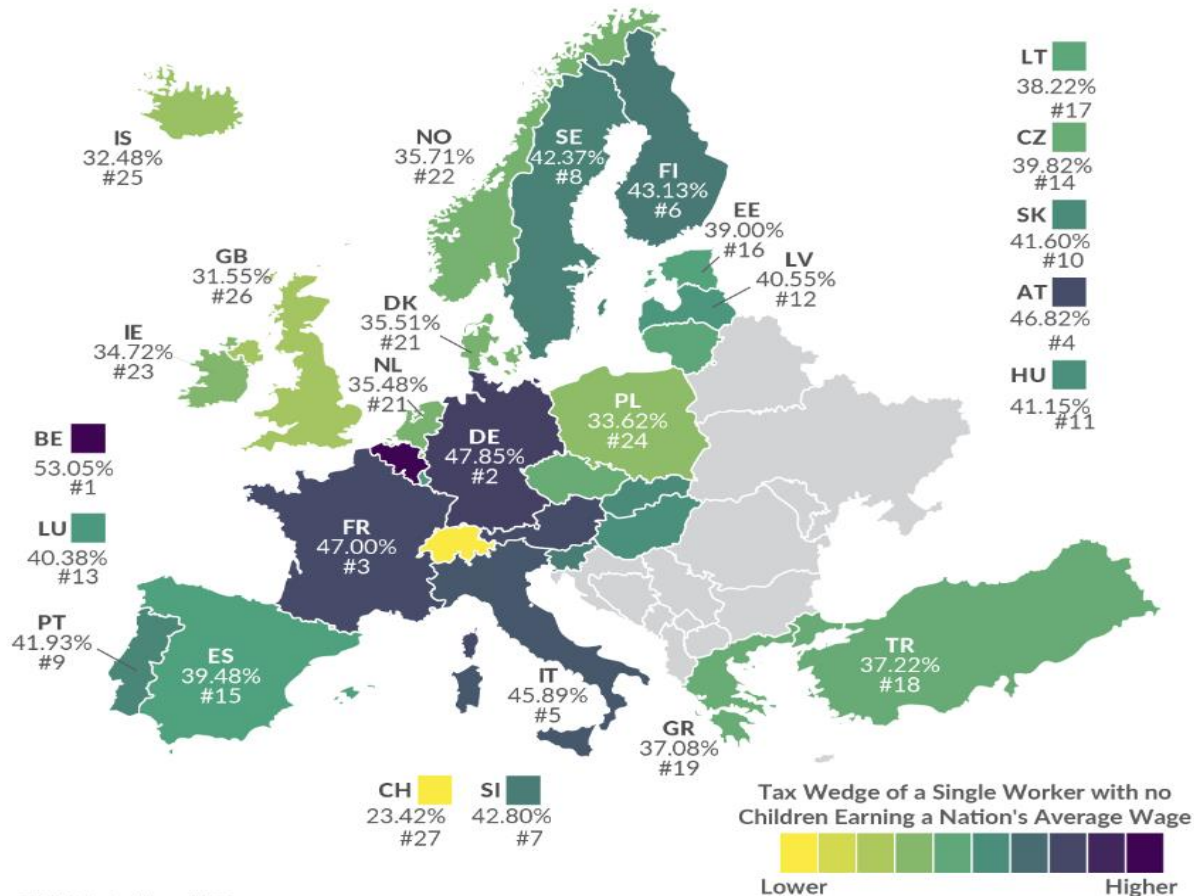 IS
32.48%
#25
NO
35.71%
#22
SE
42.37%
#8
FI
43.13%
#6
EE
39.00%
#16
LV
40.55%
#12
LT
38.22%
#17
CZ
39.82%
#14
SK
41.60%
#10
AT
46.82%
#4
HU
41.15%
#11
GB
31.55%
#26
IE
34.72%
#23
DK
35.51%
#21
NL
35.48%
#21
PL
33.62%
#24
DE
47.85%
#2
BE
53.05%
#1
LU
40.38%
#13
FR
47.00%
#3
PT
41.93%
#9
ES
39.48%
#15
IT
45.89%
#5
GR
37.08%
#19
TR
37.22%
#18
CH
23.42%
#27
SI
42.80%
#7
Tax Wedge of a Single Worker with no
Children Earning a Nation's Average Wage
Lower Higher